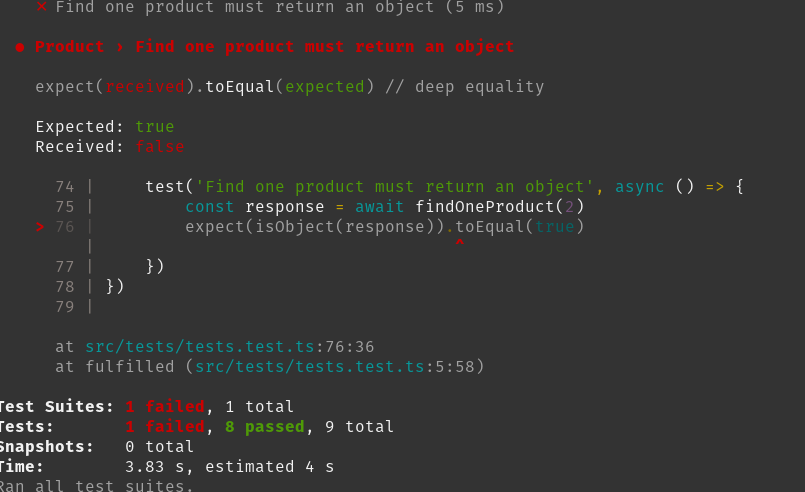 ✕ Find one product must return an object (5 ms)
● Product › Find one product must return an object
expect(received).toEqual(expected) // deep equality
Expected: true
Received: false
74 | test('Find one product must return an object', async () => {
75 | const response = await findOneProduct(2)
> 76 | expect(isObject(response)).toEqual(true)
| ^
77 | })
78 | })
79 |
at src/tests/tests.test.ts:76:36
at fulfilled (src/tests/tests.test.ts:5:58)
Test Suites: 1 failed, 1 total
Tests: 1 failed, 8 passed, 9 total
Snapshots: 0 total
Time: 3.83 s, estimated 4 s
Ran all test suites.